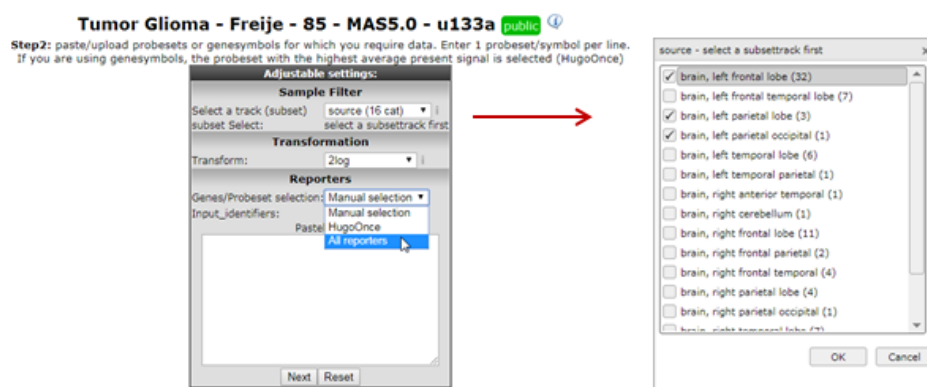 Tumor Glioma - Freije - 85 - MAS5.0 - u133a public
Step2: paste/upload probesets or genesymbols for which you require data. Enter 1 probeset/symbol per line.
If you are using genesymbols, the probeset with the highest average present signal is selected (HugoOnce)
Adjustable settings:
Sample Filter
Select a track (subset) source (16 cat)
subset Select: select a subsettrack first
Transformation
Transform: 2log
Reporters
Genes/Probeset selection: Manual selection
Input_identifiers: Manual selection
Paste HugoOnce
All reporters
Next Reset
source - select a subsettrack first x
brain, left frontal lobe (32)
brain, left frontal temporal lobe (7)
brain, left parietal lobe (3)
brain, left parietal occipital (1)
brain, left temporal lobe (6)
brain, left temporal parietal (1)
brain, right anterior temporal (1)
brain, right cerebellum (1)
brain, right frontal lobe (11)
brain, right frontal parietal (2)
brain, right frontal temporal (4)
brain, right parietal lobe (4)
brain, right parietal occipital (1)
brain, right temporal lobe (7)
OK Cancel